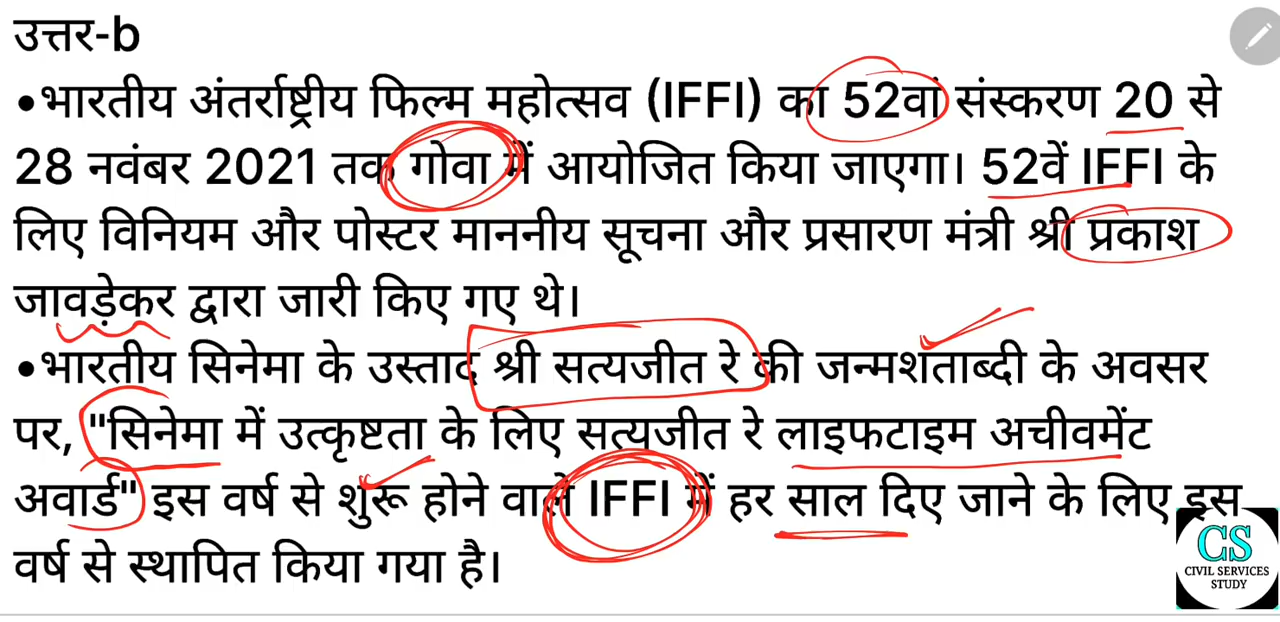 उत्तर-b
•भारतीय अंतर्राष्ट्रीय फिल्म महोत्सव (IFFI) का 52वां संस्करण 20 से
28 नवंबर 2021 तक गोवा में आयोजित किया जाएगा। 52वें IFFI के
लिए विनियम और पोस्टर माननीय सूचना और प्रसारण मंत्री श्री प्रकाश
जावड़ेकर द्वारा जारी किए गए थे।
•भारतीय सिनेमा के उस्ताद श्री सत्यजीत रे की जन्मशताब्दी के अवसर
पर, "सिनेमा में उत्कृष्टता के लिए सत्यजीत रे लाइफटाइम अचीवमेंट
अवार्ड" इस वर्ष से शुरू होने वाले IFFI में हर साल दिए जाने के लिए इस
वर्ष से स्थापित किया गया है।
CS
CIVIL SERVICES
STUDY